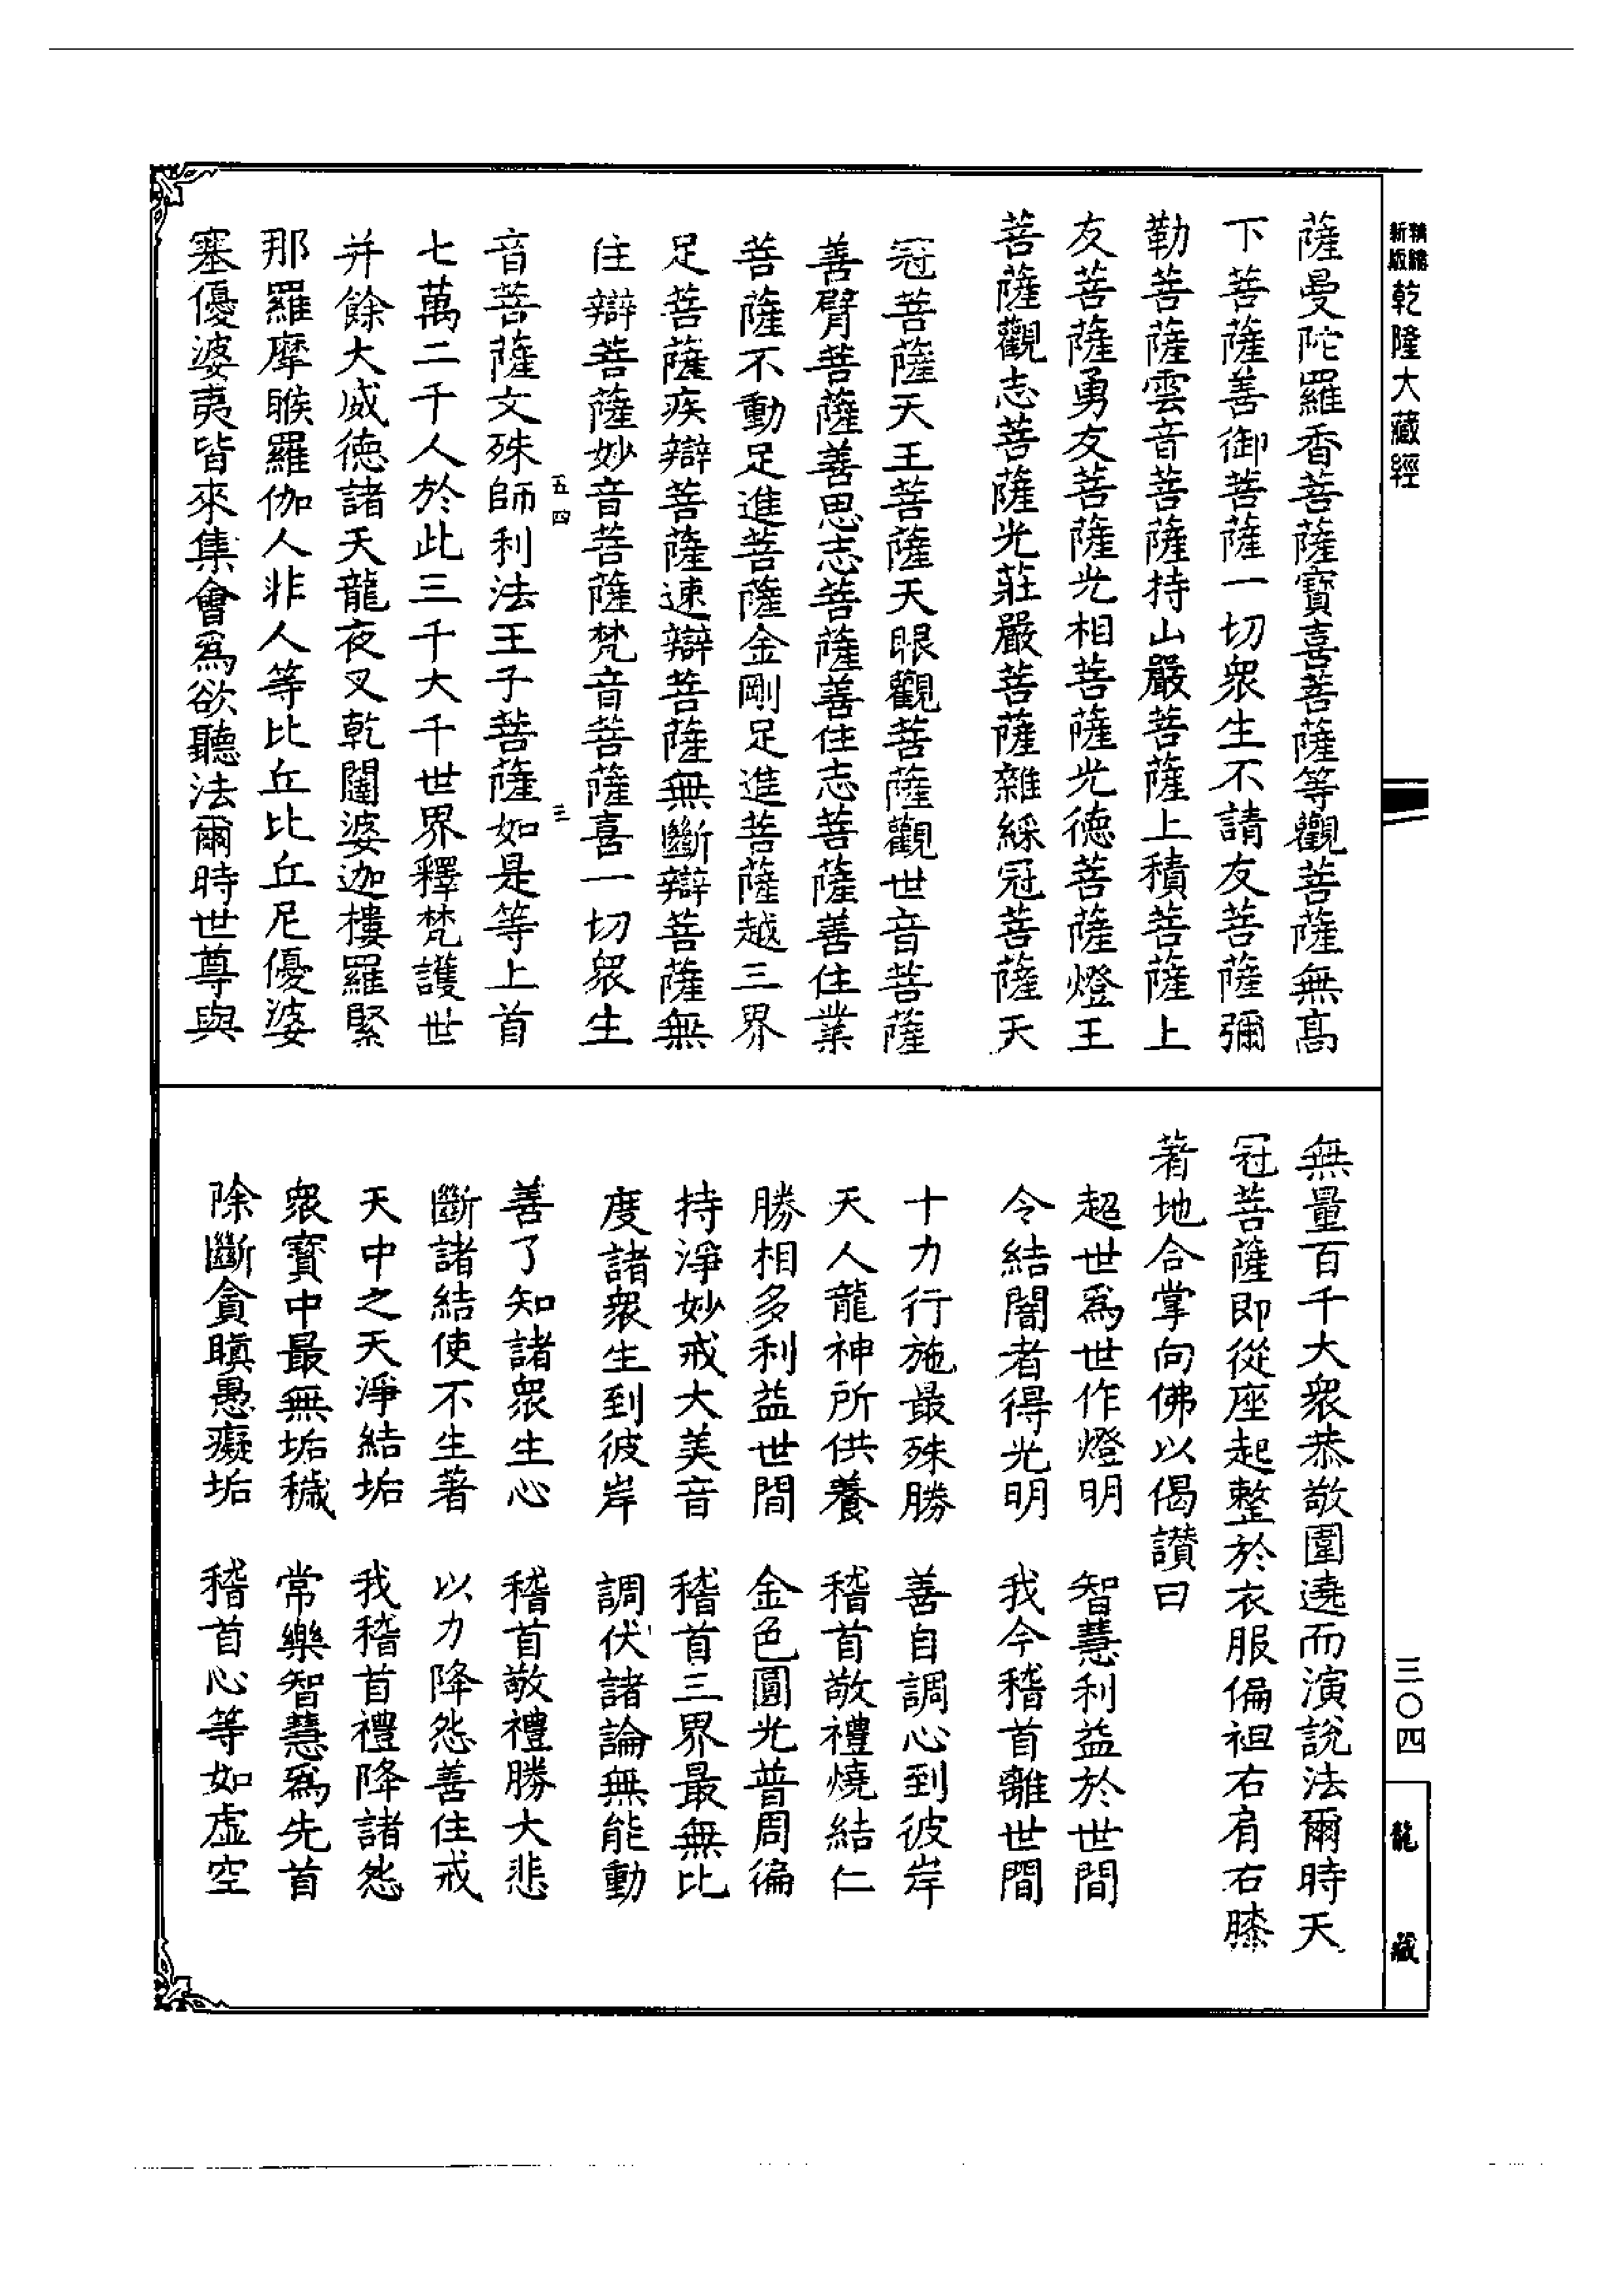 精緻
新版
乾隆大藏經
三〇四
龍藏
薩曼陀羅香菩薩寶喜菩薩等觀菩薩無高
下菩薩善御菩薩一切衆生不請友菩薩彌
勒菩薩雲音菩薩持山嚴菩薩上積菩薩上
友菩薩勇友菩薩光相菩薩光德菩薩燈王
菩薩觀志菩薩光莊嚴菩薩雜綵冠菩薩天
冠菩薩天王菩薩天眼觀菩薩觀世音菩薩
善臂菩薩善思志菩薩善住志菩薩善住業
菩薩不動足進菩薩金剛足進菩薩越三界
足菩薩疾辯菩薩速辯菩薩無斷辯菩薩無
住辯菩薩妙音菩薩梵音菩薩喜一切衆生
五四
三
音菩薩文殊師利法王子菩薩如是等上首
七萬二千人於此三千大千世界釋梵護世
并餘大威德諸天龍夜叉乾闥婆迦樓羅緊
那羅摩睺羅伽人非人等比丘比丘尼優婆
塞優婆夷皆來集會爲欲聽法爾時世尊與
無量百千大衆恭敬圍遶而演說法爾時天
冠菩薩即從座起整於衣服偏袒右肩右膝
著地合掌向佛以偈讚曰
超世爲世作燈明　智慧利益於世間
令結闇者得光明　我今稽首離世間
十力行施最殊勝　善自調心到彼岸
天人龍神所供養　稽首敬禮燒結仁
勝相多利益世間　金色圓光普周徧
持淨妙戒大美音　稽首三界最無比
度諸衆生到彼岸　調伏諸論無能動
善了知諸衆生心　稽首敬禮勝大悲
斷諸結使不生著　以力降怨善住戒
天中之天淨結垢　我稽首禮降諸怨
衆寶中最無垢穢　常樂智慧爲先首
除斷貪瞋愚癡垢　稽首心等如虛空